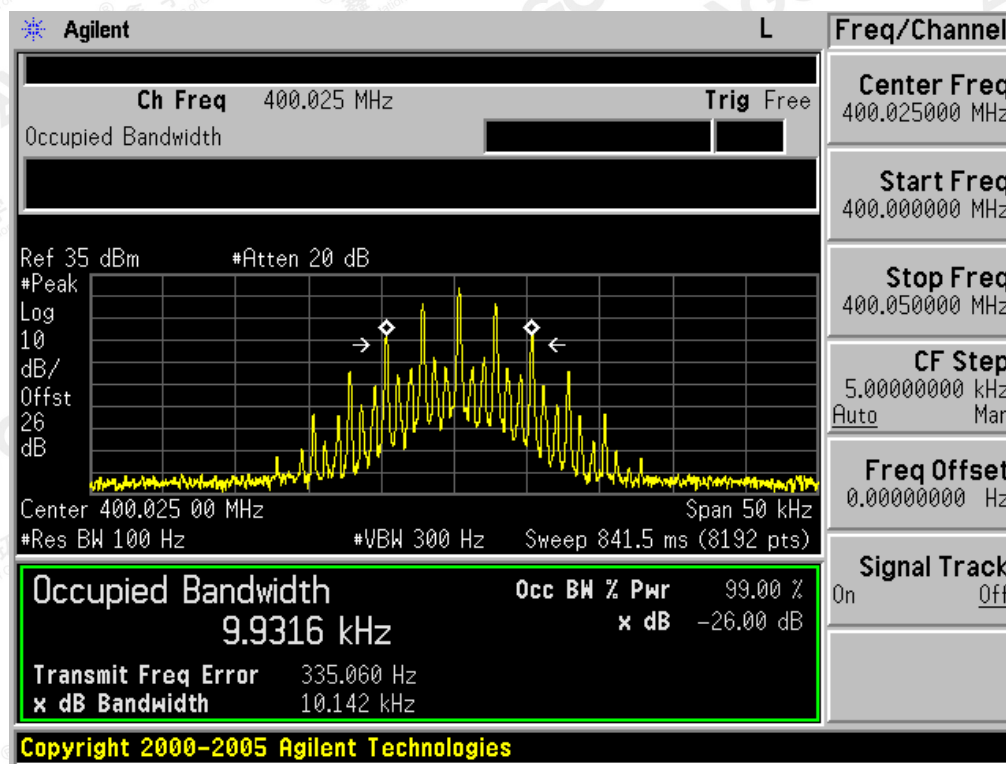 Agilent L Freq/Channel
Ch Freq 400.025 MHz Trig Free
Occupied Bandwidth
Center Freq
400.025000 MHz
Start Freq
400.000000 MHz
Stop Freq
400.050000 MHz
CF Step
5.00000000 kHz
Auto Man
Freq Offset
0.00000000 Hz
Signal Track
On Off
Ref 35 dBm #Atten 20 dB
#Peak
Log
10
dB/
Offst
26
dB
Center 400.025 00 MHz Span 50 kHz
#Res BW 100 Hz #VBW 300 Hz Sweep 841.5 ms (8192 pts)
Occupied Bandwidth Occ BW % Pwr 99.00 %
9.9316 kHz x dB -26.00 dB
Transmit Freq Error 335.060 Hz
x dB Bandwidth 10.142 kHz
Copyright 2000-2005 Agilent Technologies